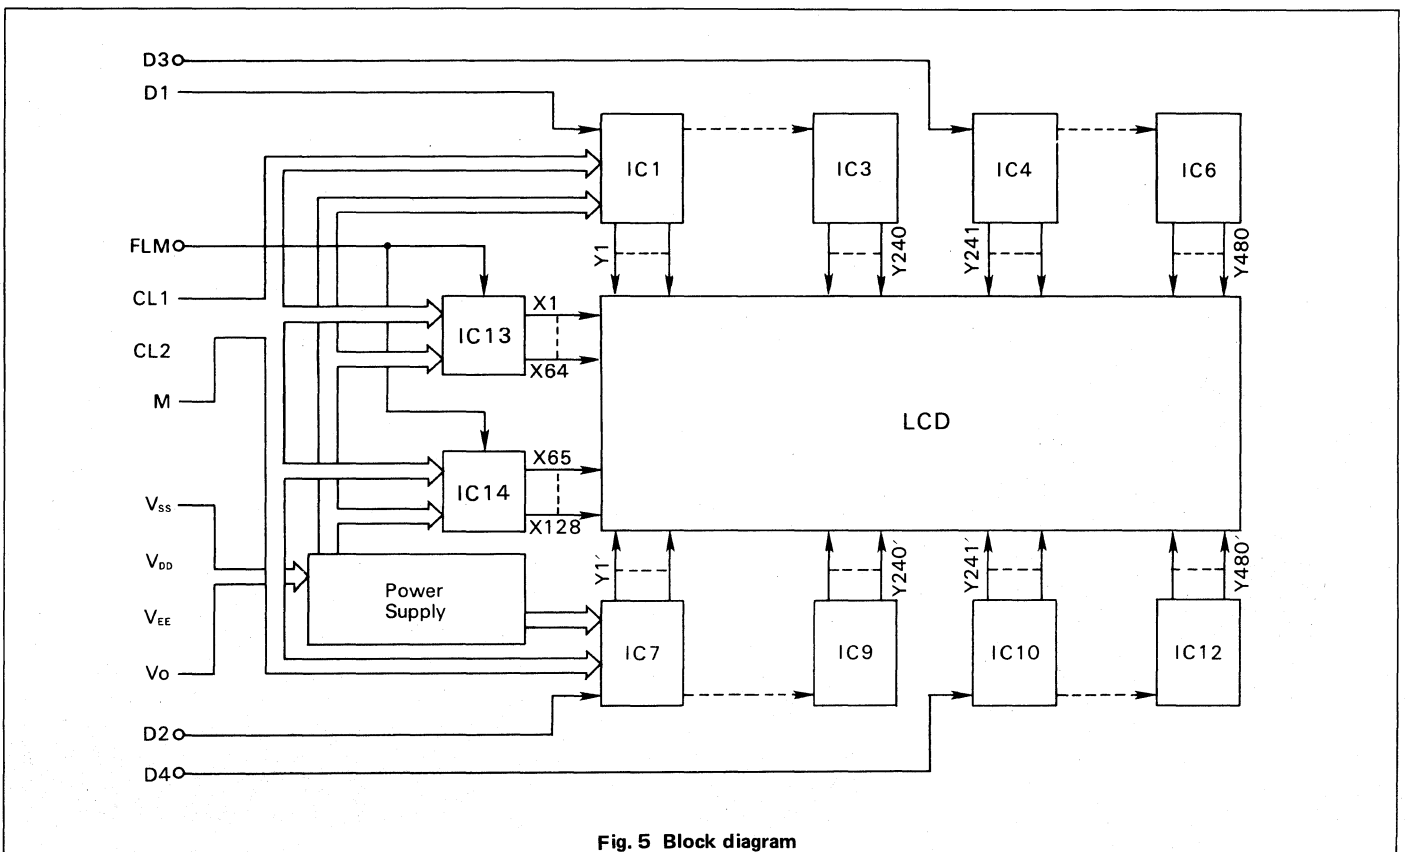 D3
D1
IC1
IC3
IC4
IC6
FLM
Y1
Y240
Y241
Y480
CL1
X1
IC13
CL2
X64
M
LCD
X65
IC14
VSS
X128
VDD
Power
Supply
Y1′
Y240′
Y241′
Y480′
VEE
IC7
IC9
IC10
IC12
Vo
D2
D4
Fig. 5 Block diagram